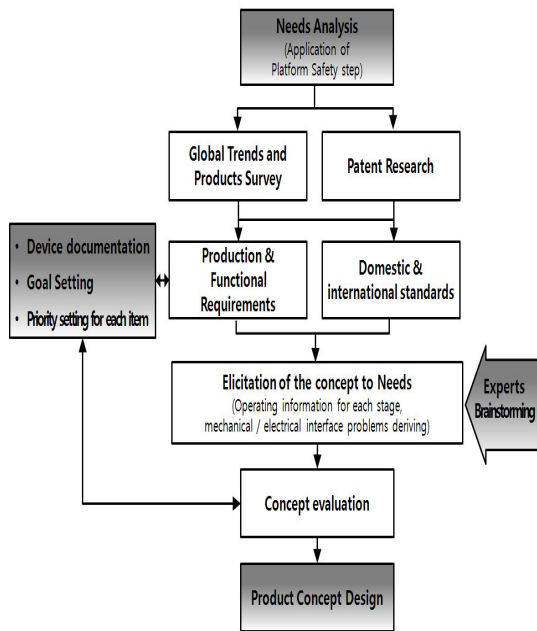 Needs Analysis
(Application of
Platform Safety step)
Global Trends and
Products Survey
Patent Research
• Device documentation
• Goal Setting
• Priority setting for each item
Production &
Functional
Requirements
Domestic &
international standards
Elicitation of the concept to Needs
(Operating information for each stage,
mechanical / electrical interface problems deriving)
Experts
Brainstorming
Concept evaluation
Product Concept Design